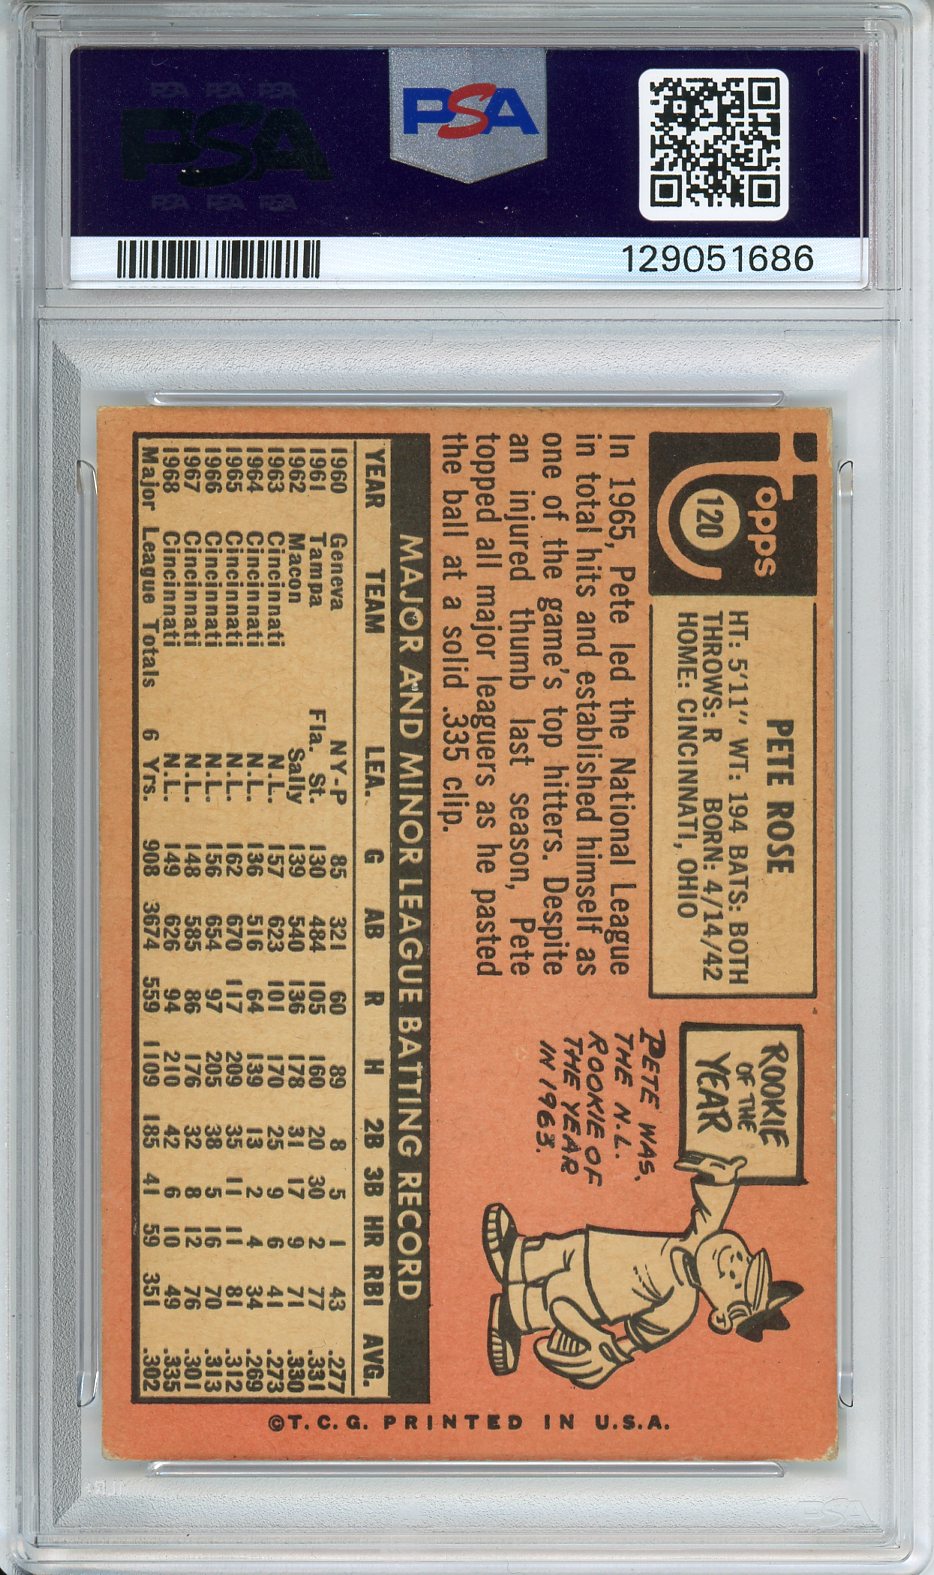 PSA PSA PSA
PSA
PSA PSA PSA
PSA
129051686
Topps
120
PETE ROSE
HT: 5'11" WT: 194 BATS: BOTH
THROWS: R BORN: 4/14/42
HOME: CINCINNATI, OHIO
In 1965, Pete led the National League
in total hits and established himself as
one of the game's top hitters. Despite
an injured thumb last season, Pete
topped all major leaguers as he pasted
the ball at a solid .335 clip.
ROOKIE
OF THE
YEAR
PETE WAS
THE N.L.
ROOKIE OF
THE YEAR
IN 1963.
MAJOR AND MINOR LEAGUE BATTING RECORD
YEAR TEAM LEA. G AB R H 2B 3B HR RBI AVG.
1960 Geneva NY-P 85 321 60 89 8 5 1 43 .277
1961 Tampa Fla. St. 130 484 105 160 20 30 2 77 .331
1962 Macon Sally 139 540 136 178 31 17 9 71 .330
1963 Cincinnati N.L. 157 623 101 170 25 9 6 41 .273
1964 Cincinnati N.L. 136 516 64 139 13 2 4 34 .269
1965 Cincinnati N.L. 162 670 117 209 35 11 11 81 .312
1966 Cincinnati N.L. 156 654 97 205 38 5 16 70 .313
1967 Cincinnati N.L. 148 585 86 176 32 8 12 76 .301
1968 Cincinnati N.L. 149 626 94 210 42 6 10 49 .335
Major League Totals 6 Yrs. 908 3674 559 1109 185 41 59 351 .302
©T.C.G. PRINTED IN U.S.A.
PSA